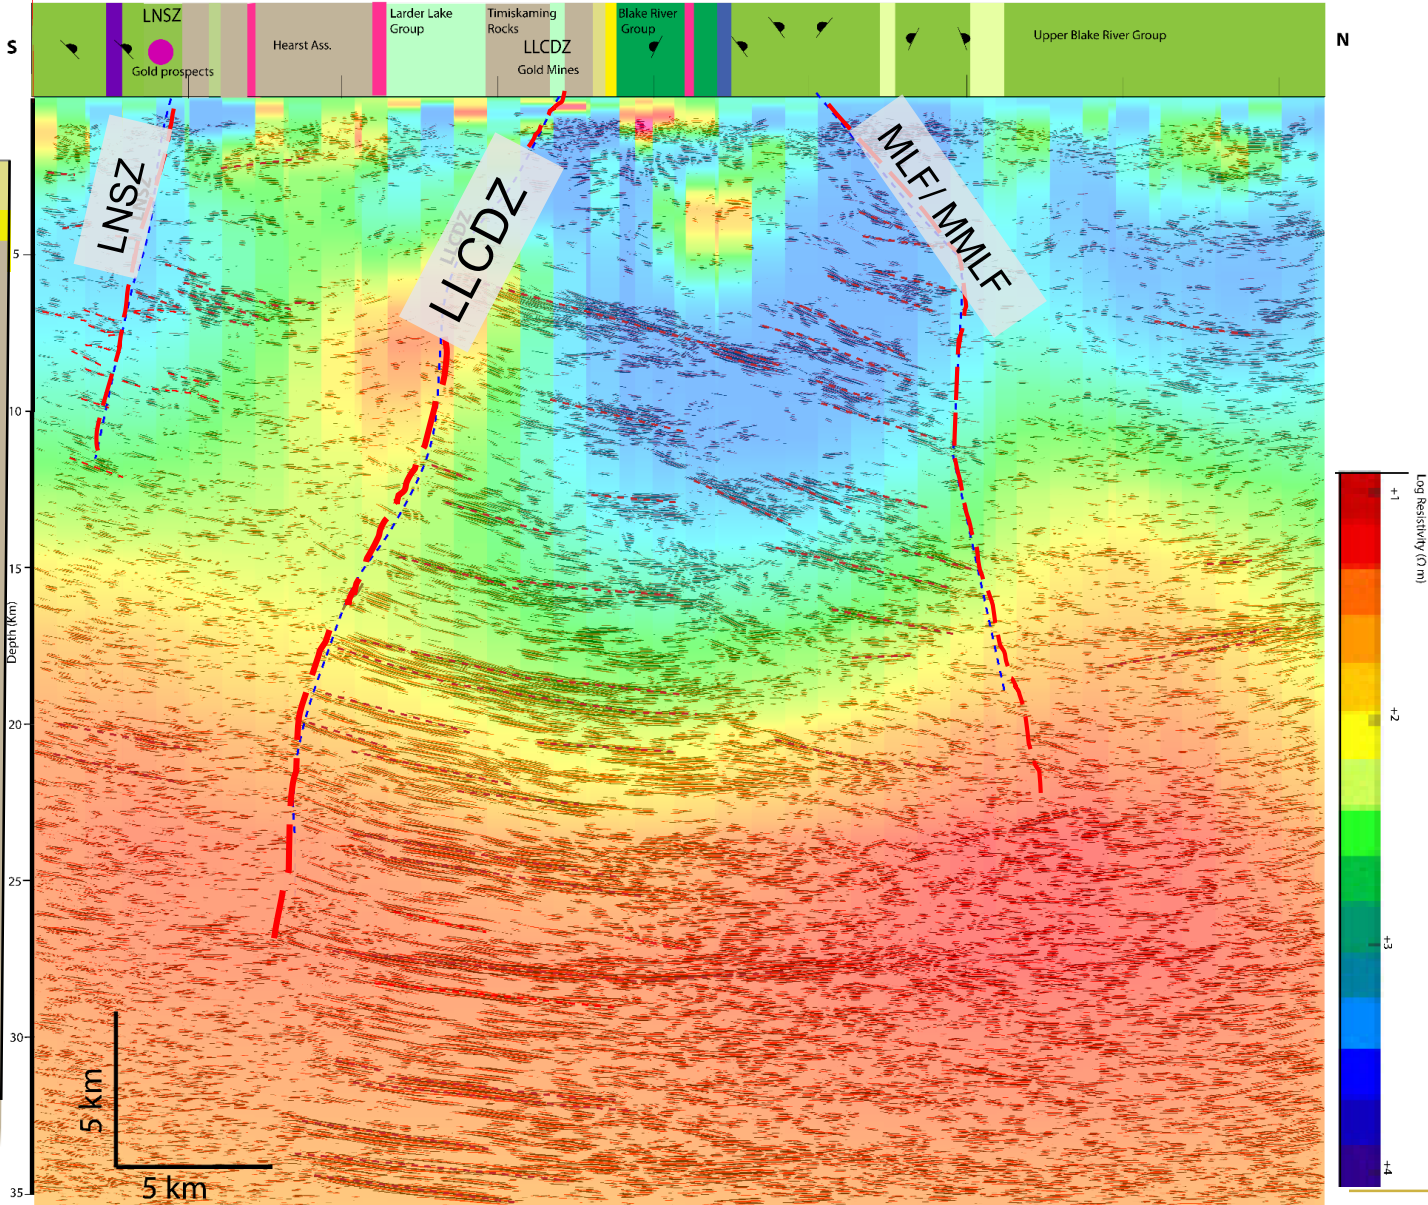 LNSZ
Larder Lake
Group
Timiskaming
Rocks
Blake River
Group
S
Hearst Ass.
LLCDZ
Upper Blake River Group
N
Gold prospects
Gold Mines
LNSZ
LNSZ
LLCDZ
LLCDZ
MLF/ MMLF
5
10
15
20
25
30
35
Depth (Km)
5 km
5 km
Log Resistivity (Ω m)
+1
+2
+3
+4